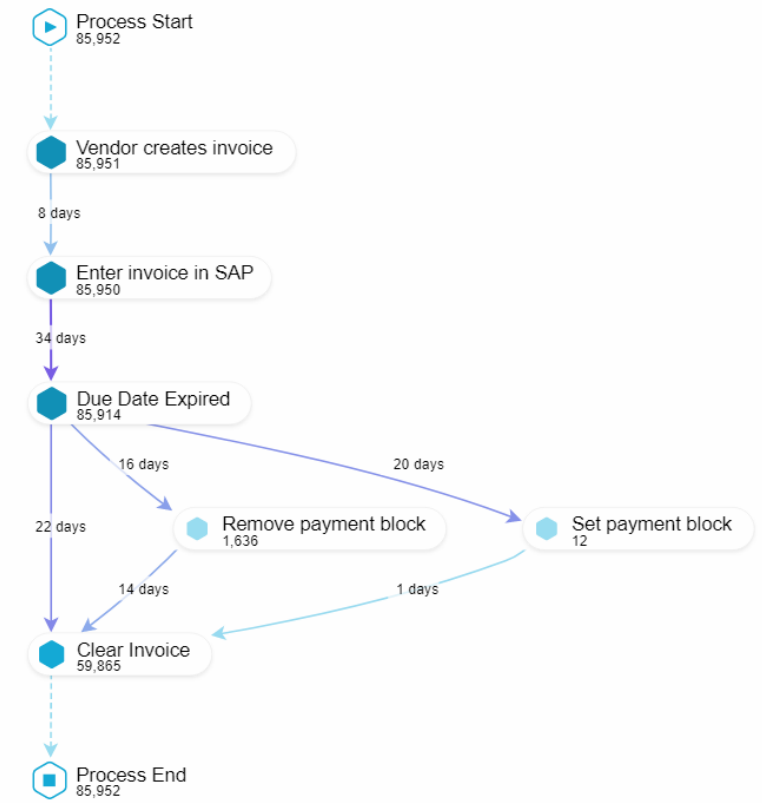 Process Start
85,952
Vendor creates invoice
85,951
8 days
Enter invoice in SAP
85,950
34 days
Due Date Expired
85,914
16 days
20 days
22 days
Remove payment block
1,636
Set payment block
12
14 days
1 days
Clear Invoice
59,865
Process End
85,952